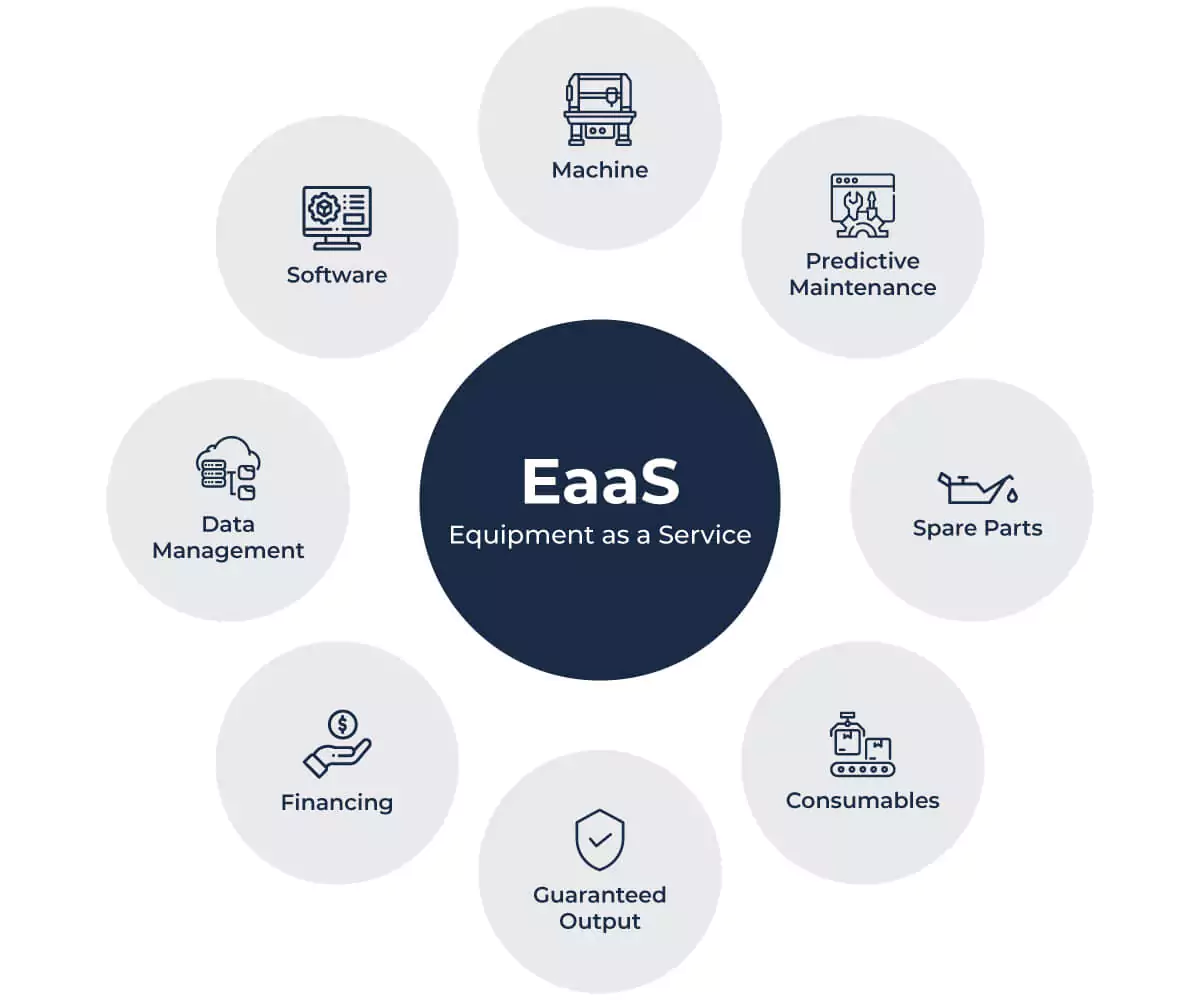 Machine
Software
Predictive
Maintenance
EaaS
Equipment as a Service
Data
Management
Spare Parts
Financing
Consumables
Guaranteed
Output